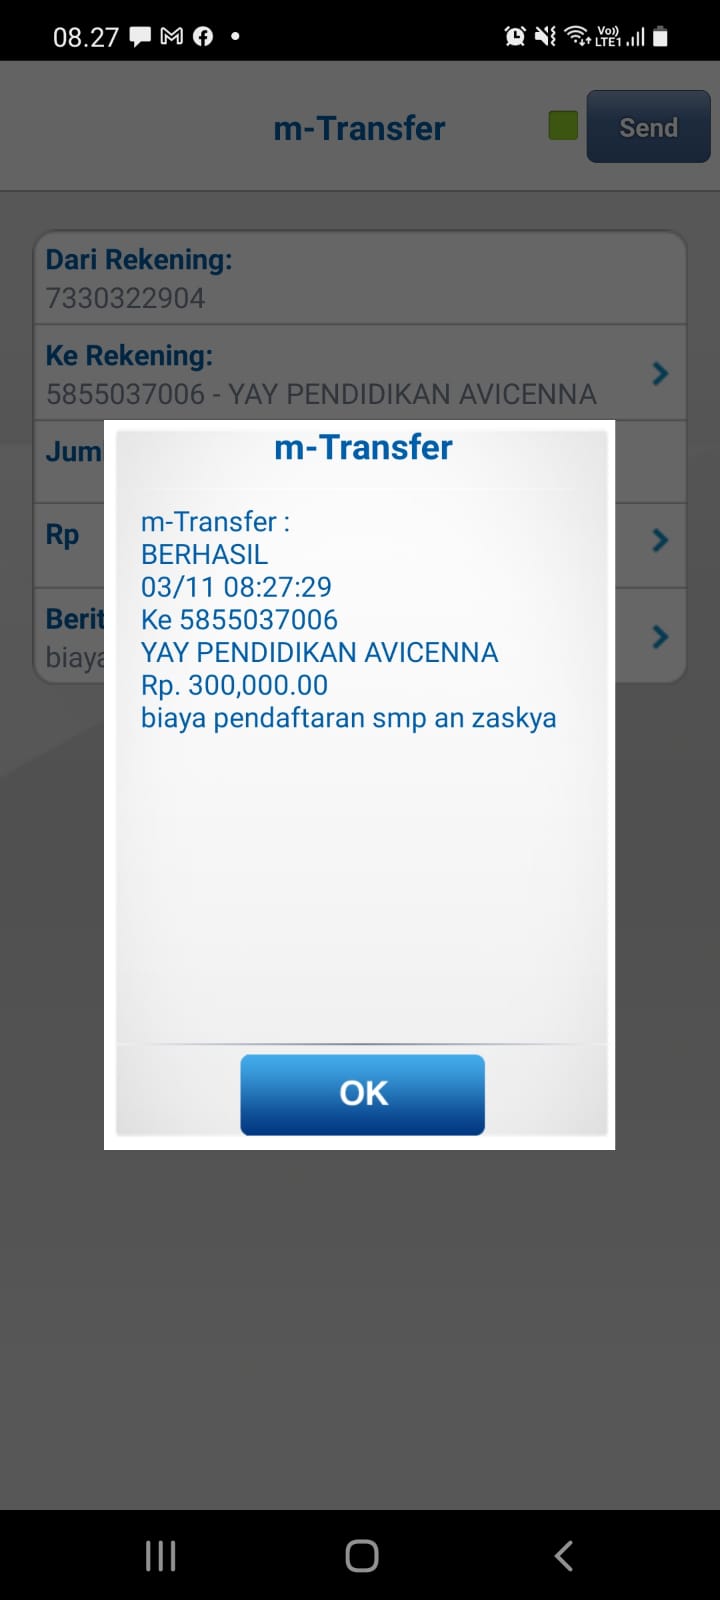 08.27
Vo))
LTE1
m-Transfer
Send
Dari Rekening:
7330322904
Ke Rekening:
5855037006 - YAY PENDIDIKAN AVICENNA
Jum
Rp
Berit
biaya
m-Transfer
m-Transfer :
BERHASIL
03/11 08:27:29
Ke 5855037006
YAY PENDIDIKAN AVICENNA
Rp. 300,000.00
biaya pendaftaran smp an zaskya
OK